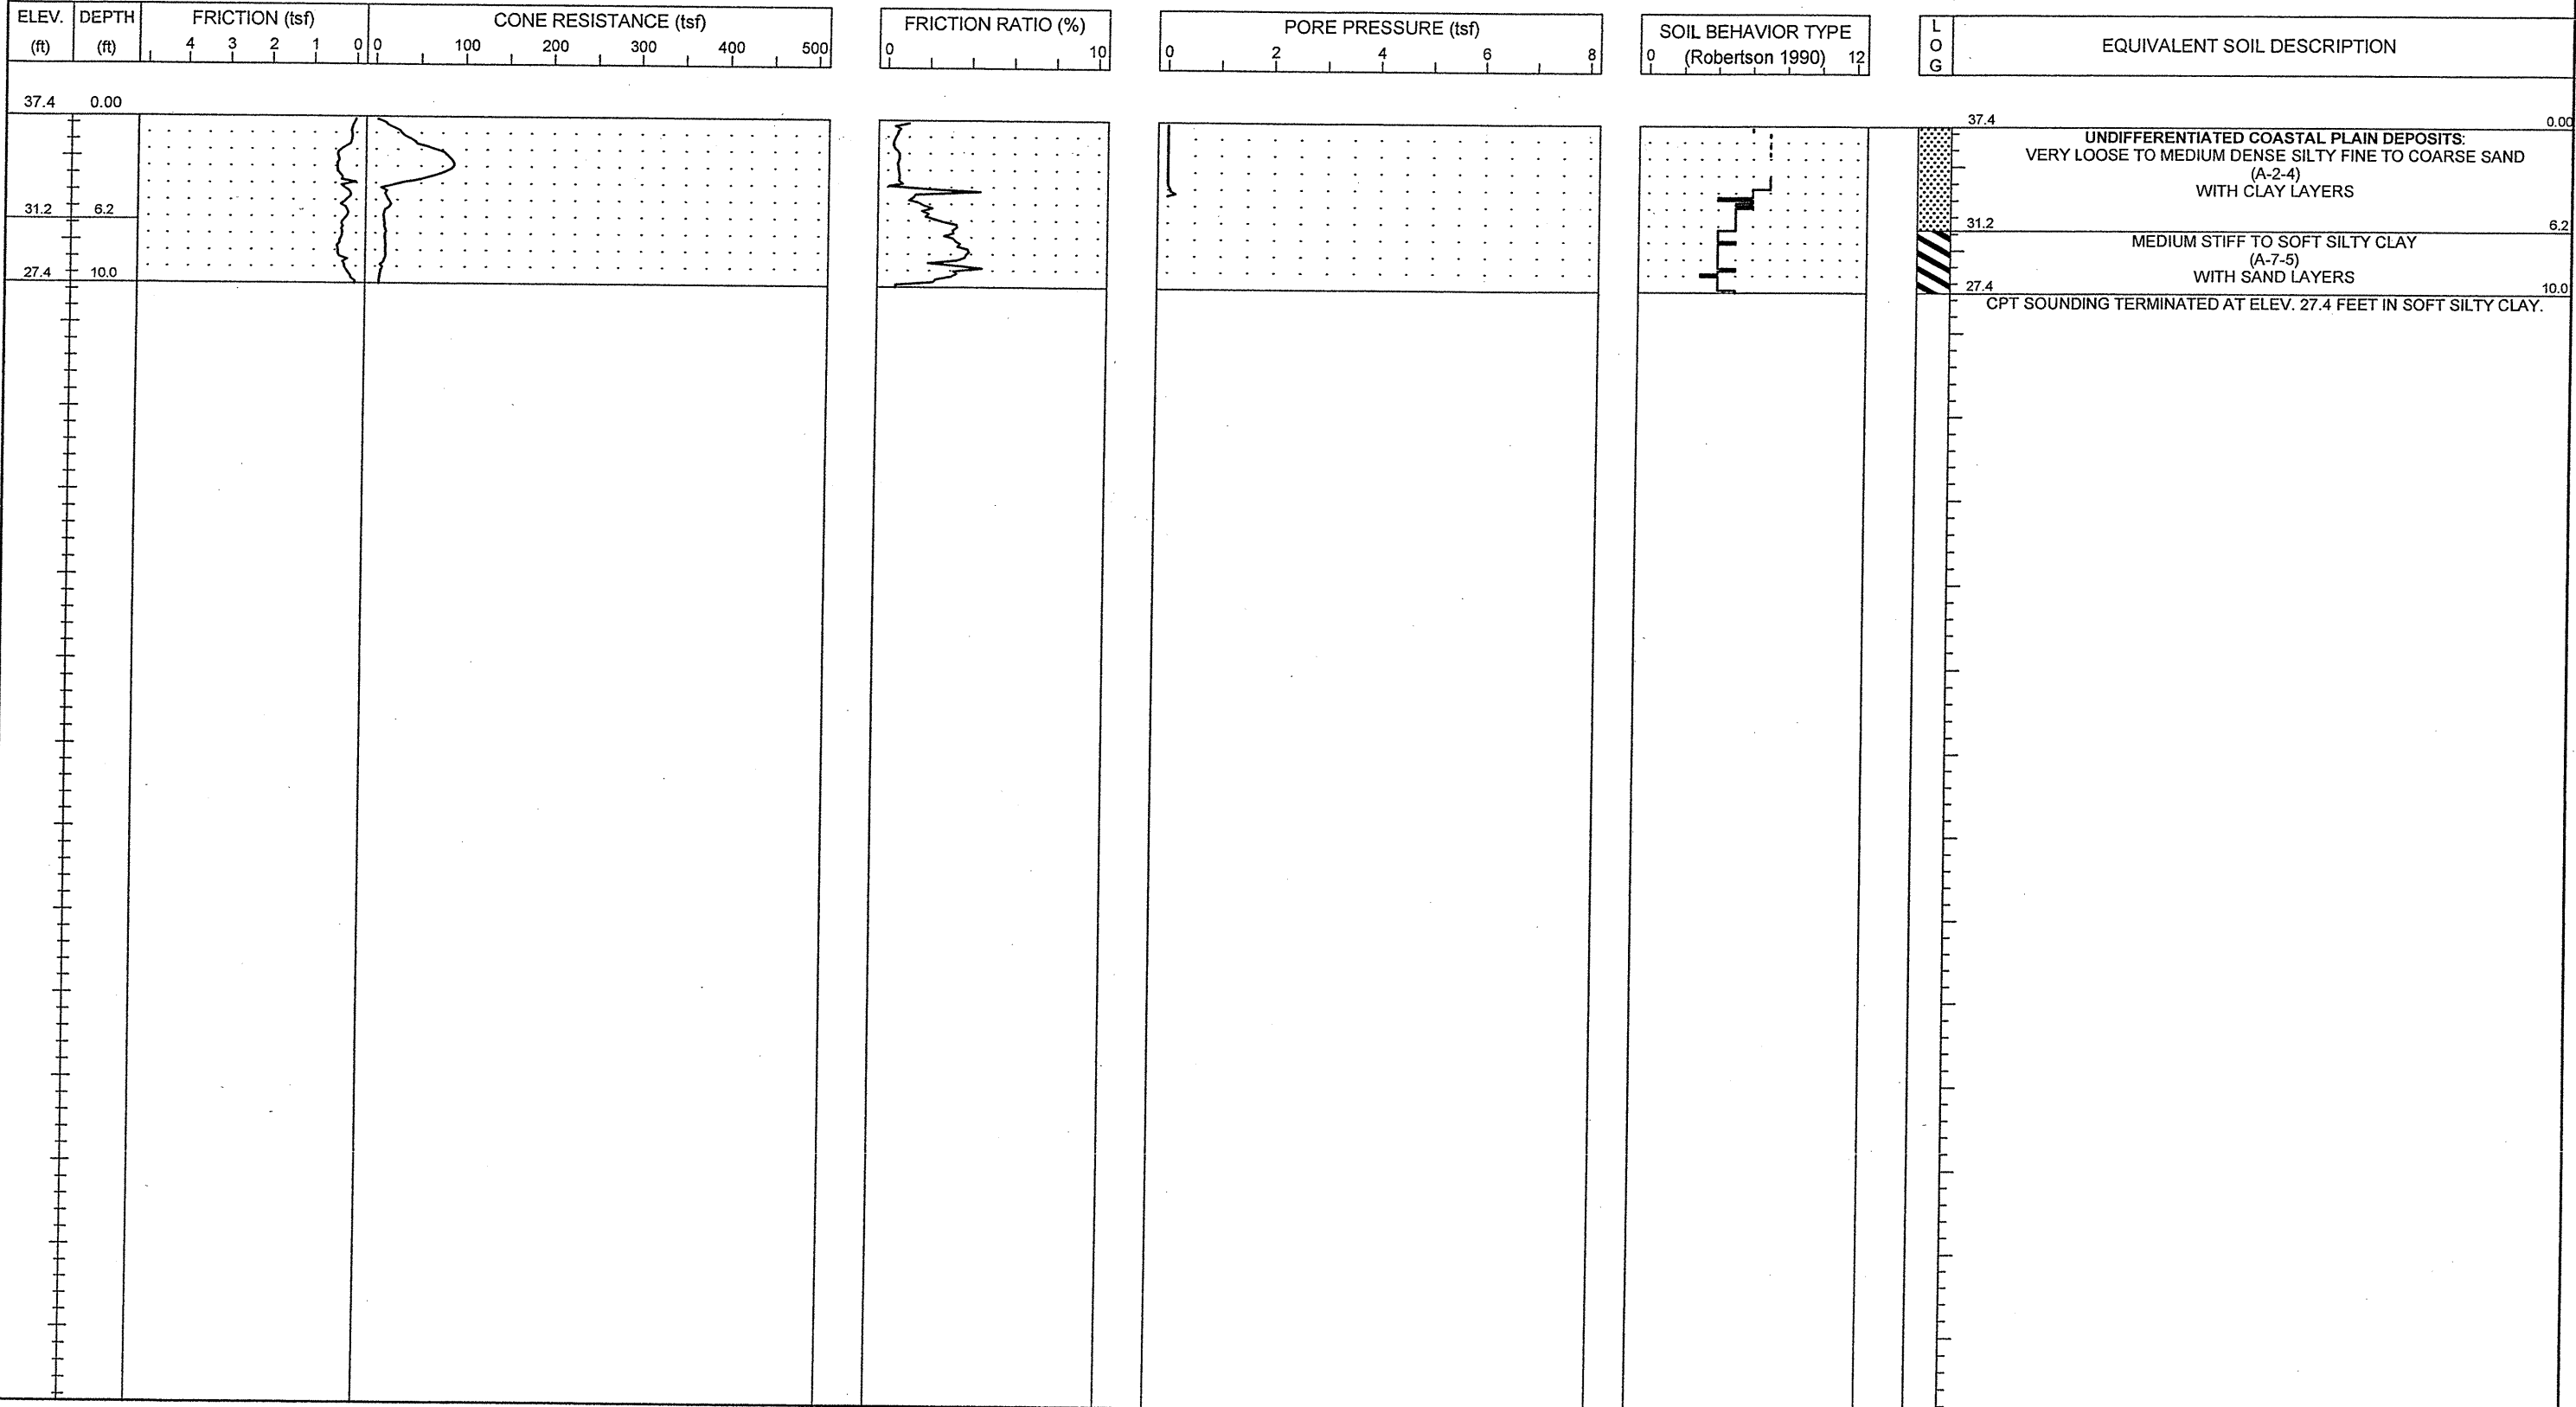 ELEV. (ft)
DEPTH (ft)
FRICTION (tsf)
4 3 2 1 0
CONE RESISTANCE (tsf)
0 100 200 300 400 500
FRICTION RATIO (%)
0 10
PORE PRESSURE (tsf)
0 2 4 6 8
SOIL BEHAVIOR TYPE
(Robertson 1990)
0 12
LOG
EQUIVALENT SOIL DESCRIPTION
37.4 0.00
31.2 6.2
27.4 10.0
37.4 0.00
UNDIFFERENTIATED COASTAL PLAIN DEPOSITS:
VERY LOOSE TO MEDIUM DENSE SILTY FINE TO COARSE SAND
(A-2-4)
WITH CLAY LAYERS
31.2 6.2
MEDIUM STIFF TO SOFT SILTY CLAY
(A-7-5)
WITH SAND LAYERS
27.4 10.0
CPT SOUNDING TERMINATED AT ELEV. 27.4 FEET IN SOFT SILTY CLAY.